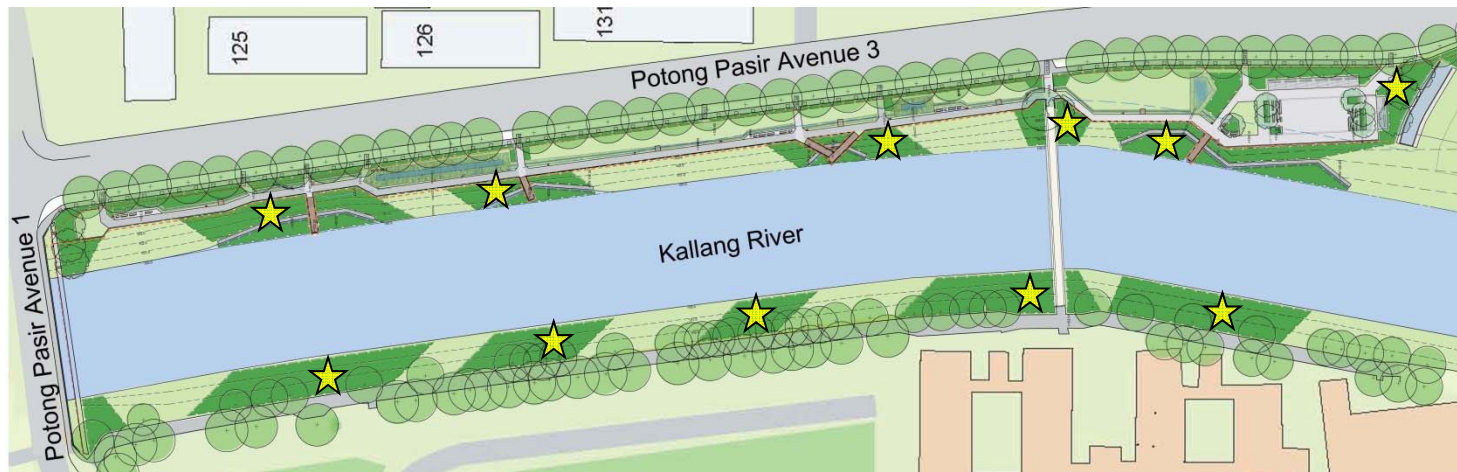 125
126
131
Potong Pasir Avenue 3
Potong Pasir Avenue 1
Kallang River